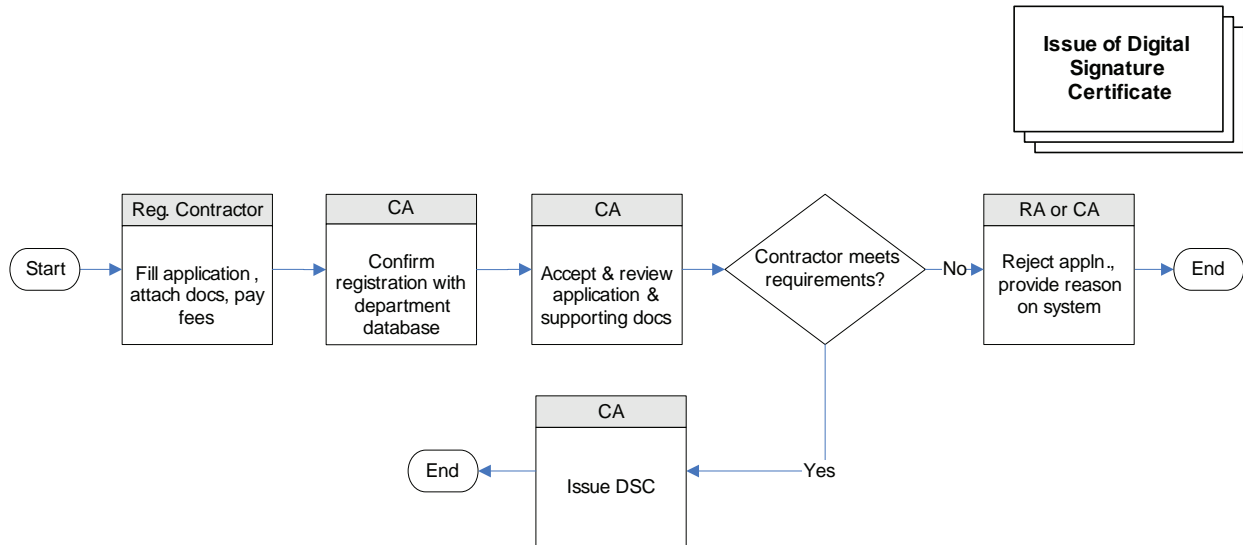 Issue of Digital
Signature
Certificate
Start
Reg. Contractor
Fill application ,
attach docs, pay
fees
CA
Confirm
registration with
department
database
CA
Accept & review
application &
supporting docs
Contractor meets
requirements?
No
RA or CA
Reject appln.,
provide reason
on system
End
Yes
CA
Issue DSC
End